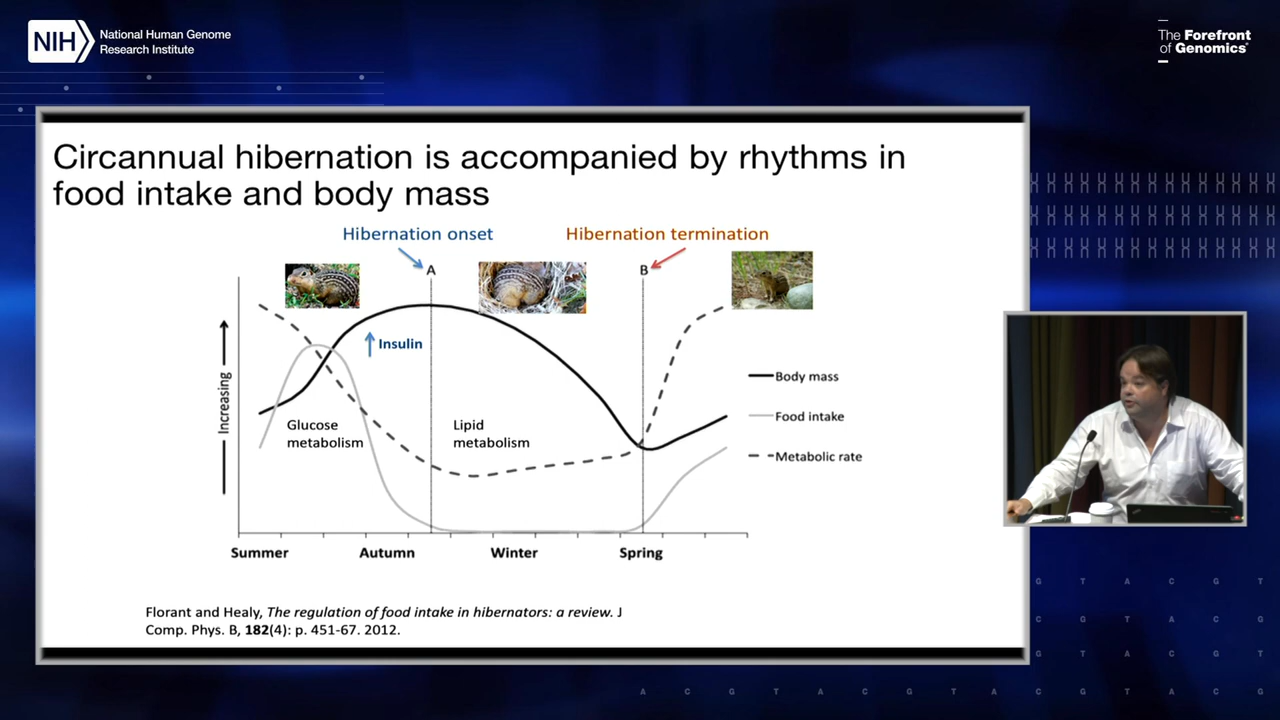 NIH
National Human Genome
Research Institute
The Forefront
of Genomics®
Circannual hibernation is accompanied by rhythms in
food intake and body mass
Hibernation onset
Hibernation termination
A
B
Insulin
Increasing
Glucose
metabolism
Lipid
metabolism
Body mass
Food intake
Metabolic rate
Summer
Autumn
Winter
Spring
Florant and Healy, The regulation of food intake in hibernators: a review. J
Comp. Phys. B, 182(4): p. 451-67. 2012.
G T A C G T
G T A C G T
G T A C G T
A C G T A C G T A C G T A C G